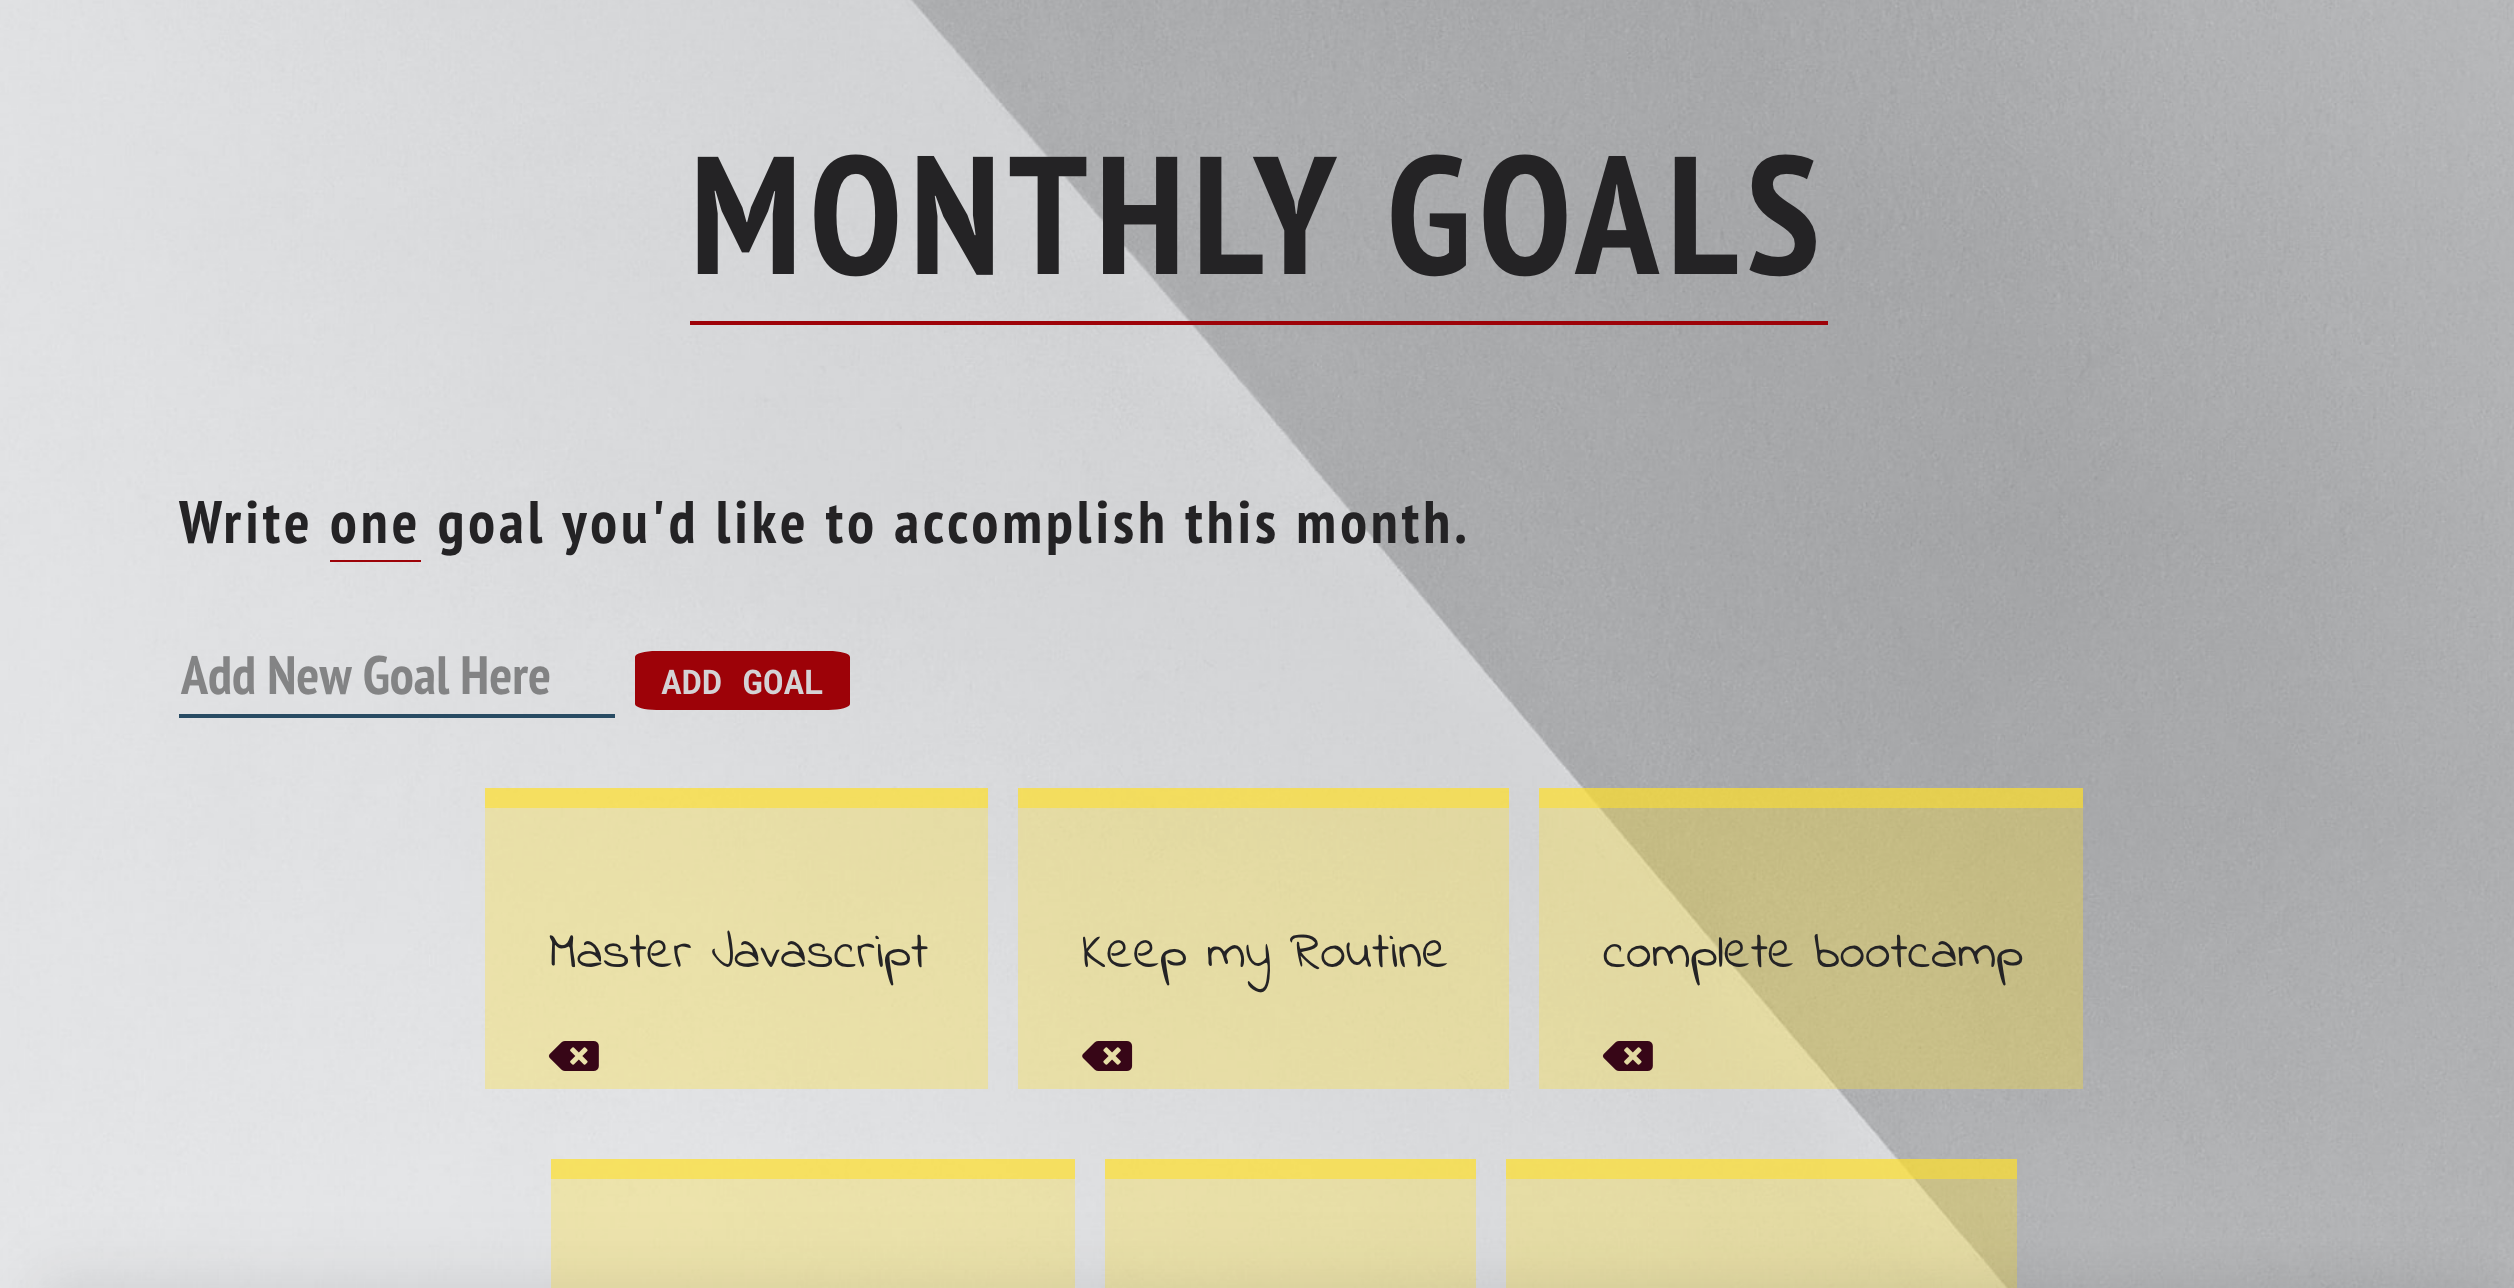 MONTHLY GOALS
Write one goal you'd like to accomplish this month.
Add New Goal Here
ADD GOAL
Master Javascript
Keep my Routine
complete bootcamp